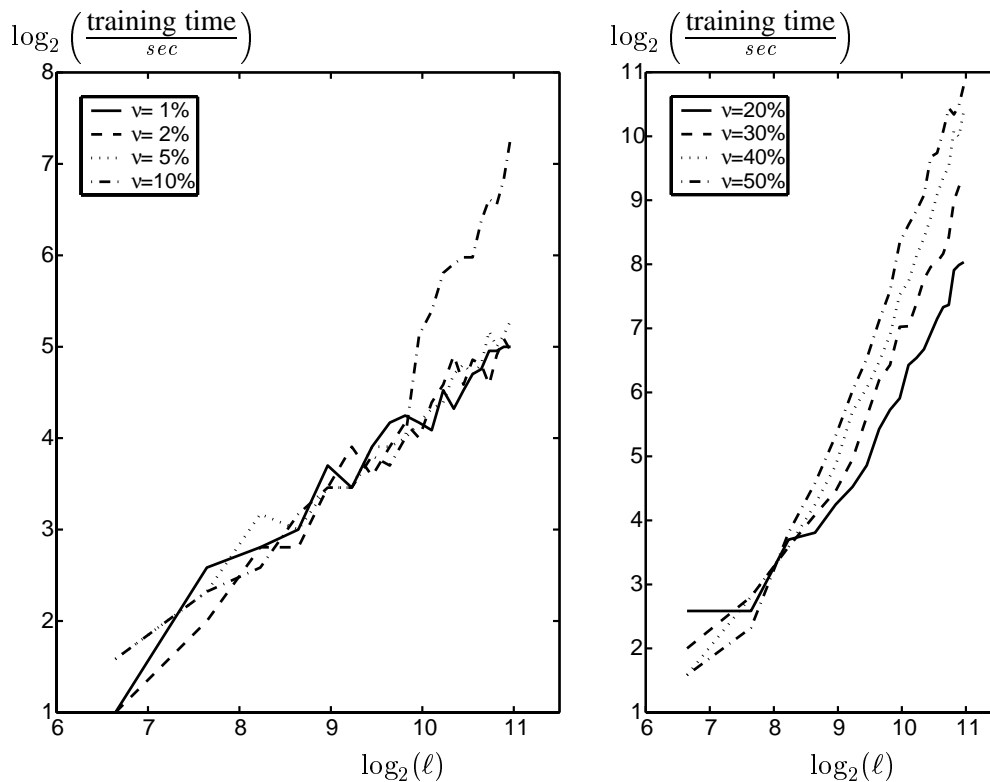 log₂ (training time / sec)
8
7
6
5
4
3
2
1
ν= 1%
ν= 2%
ν= 5%
ν=10%
6 7 8 9 10 11
log₂(ℓ)
log₂ (training time / sec)
11
10
9
8
7
6
5
4
3
2
1
ν=20%
ν=30%
ν=40%
ν=50%
6 7 8 9 10 11
log₂(ℓ)